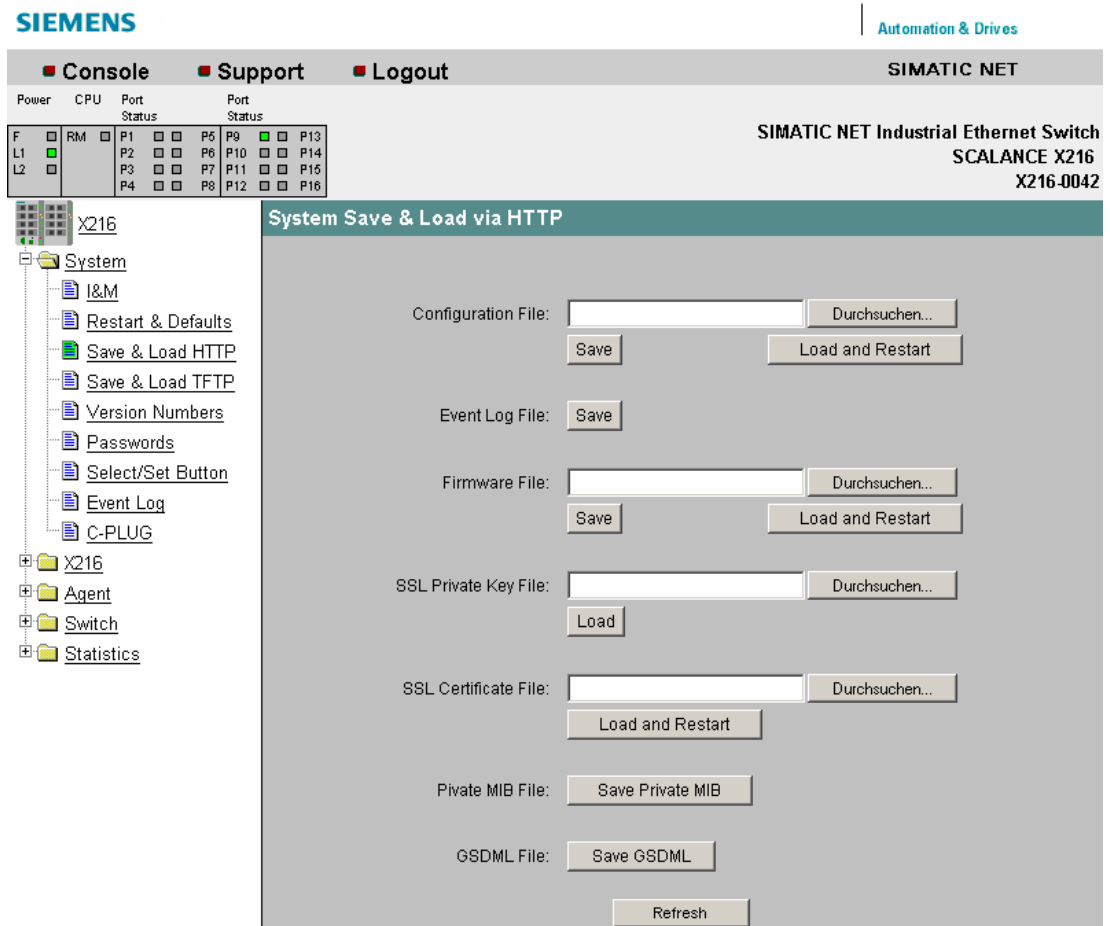 SIEMENS
Automation & Drives
Console Support Logout SIMATIC NET
Power CPU Port Status Port Status
F RM P1 P5 P9 P13
L1 P2 P6 P10 P14
L2 P3 P7 P11 P15
P4 P8 P12 P16
SIMATIC NET Industrial Ethernet Switch
SCALANCE X216
X216-0042
X216
System
I&M
Restart & Defaults
Save & Load HTTP
Save & Load TFTP
Version Numbers
Passwords
Select/Set Button
Event Log
C-PLUG
X216
Agent
Switch
Statistics
System Save & Load via HTTP
Configuration File: Durchsuchen...
Save Load and Restart
Event Log File: Save
Firmware File: Durchsuchen...
Save Load and Restart
SSL Private Key File: Durchsuchen...
Load
SSL Certificate File: Durchsuchen...
Load and Restart
Pivate MIB File: Save Private MIB
GSDML File: Save GSDML
Refresh